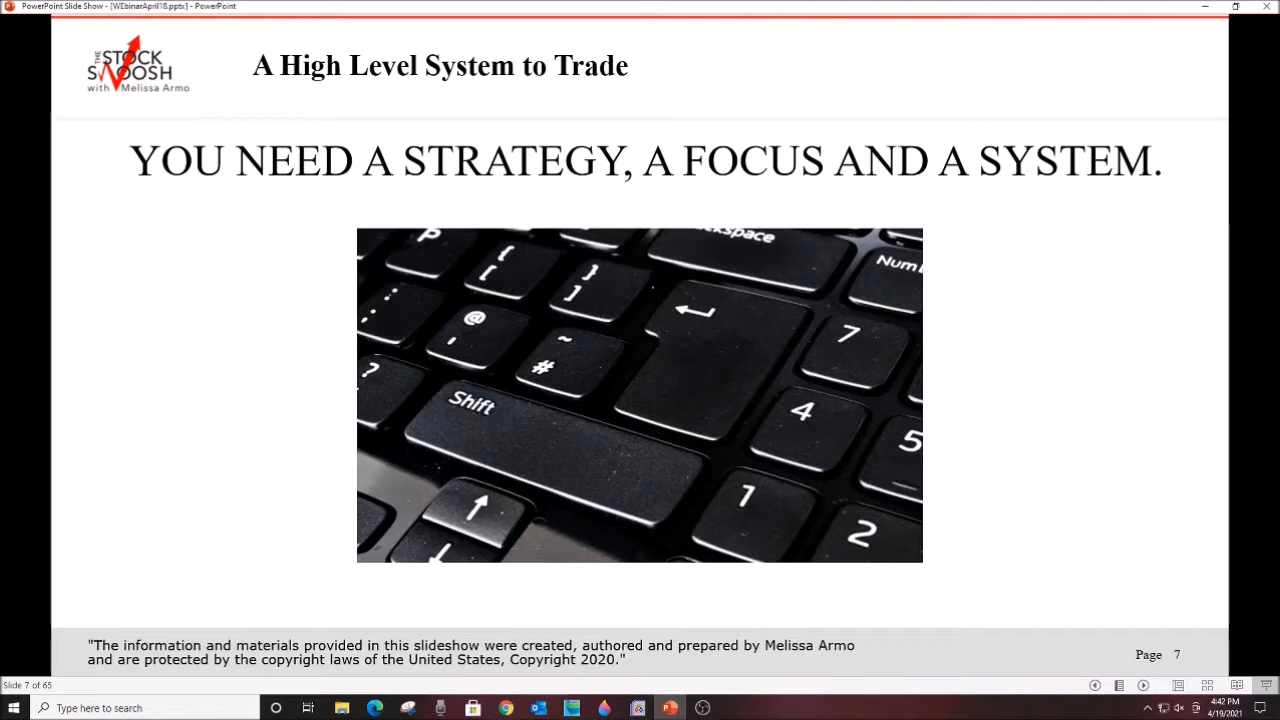 PowerPoint Slide Show - [WEbinarApril18.pptx] - PowerPoint
THE
STOCK
SWOOSH
with Melissa Armo
A High Level System to Trade
YOU NEED A STRATEGY, A FOCUS AND A SYSTEM.
P { [ } ] Num
: ; @ ' ~ # 7
? Shift 4 5
1 2
"The information and materials provided in this slideshow were created, authored and prepared by Melissa Armo
and are protected by the copyright laws of the United States, Copyright 2020."
Page 7
Slide 7 of 65
Type here to search
4:42 PM
4/19/2021